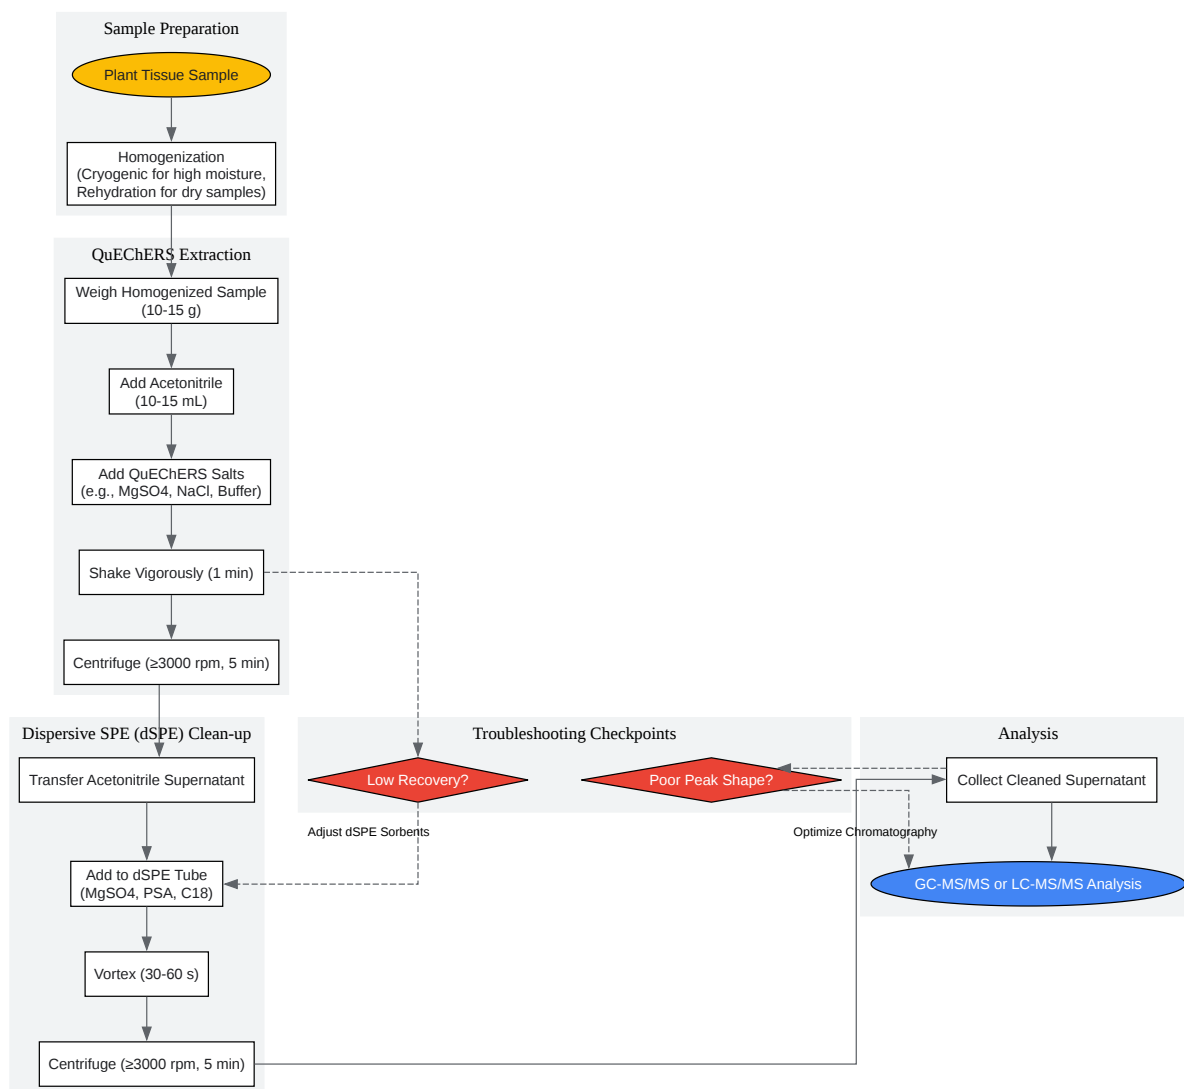 Sample Preparation
Plant Tissue Sample
Homogenization
(Cryogenic for high moisture,
Rehydration for dry samples)
QuEChERS Extraction
Weigh Homogenized Sample
(10-15 g)
Add Acetonitrile
(10-15 mL)
Add QuEChERS Salts
(e.g., MgSO4, NaCl, Buffer)
Shake Vigorously (1 min)
Centrifuge (≥3000 rpm, 5 min)
Dispersive SPE (dSPE) Clean-up
Transfer Acetonitrile Supernatant
Add to dSPE Tube
(MgSO4, PSA, C18)
Vortex (30-60 s)
Centrifuge (≥3000 rpm, 5 min)
Troubleshooting Checkpoints
Low Recovery?
Poor Peak Shape?
Adjust dSPE Sorbents
Optimize Chromatography
Analysis
Collect Cleaned Supernatant
GC-MS/MS or LC-MS/MS Analysis